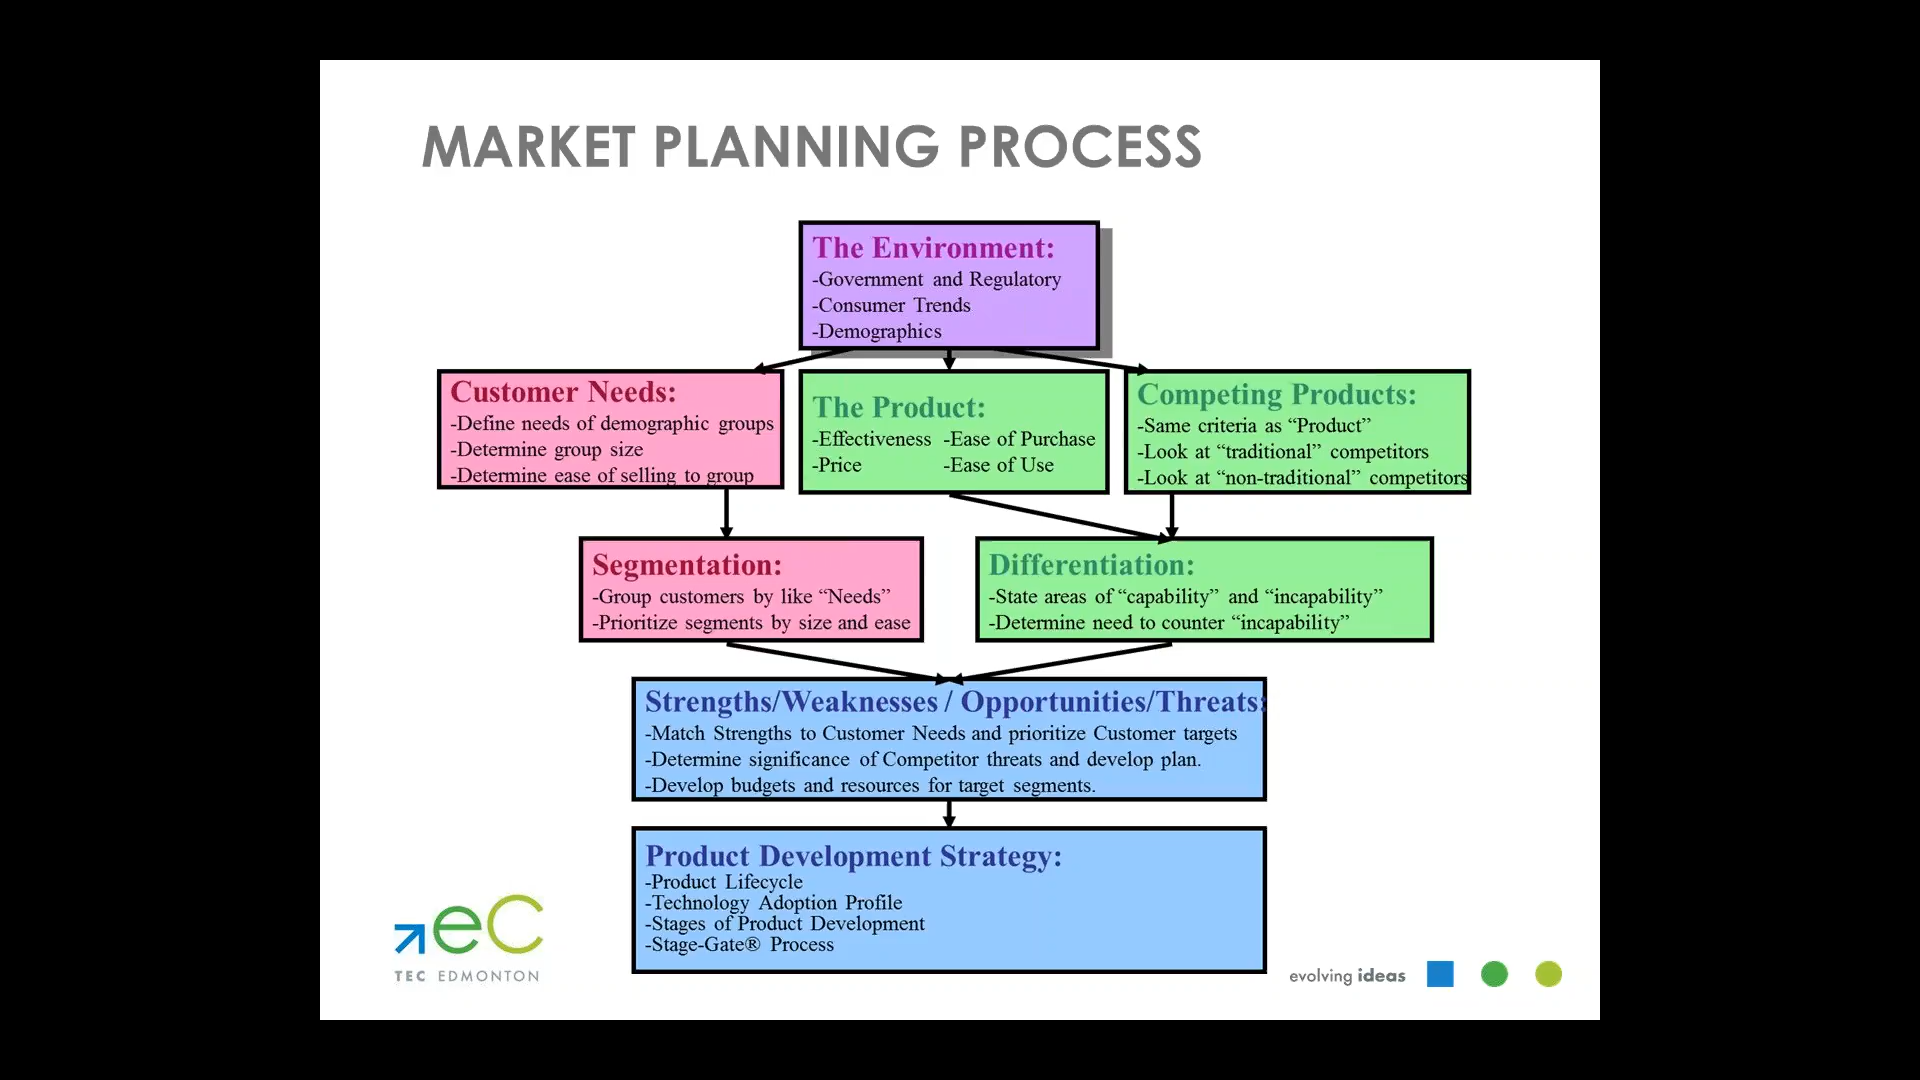 MARKET PLANNING PROCESS
The Environment:
-Government and Regulatory
-Consumer Trends
-Demographics
Customer Needs:
-Define needs of demographic groups
-Determine group size
-Determine ease of selling to group
The Product:
-Effectiveness -Ease of Purchase
-Price -Ease of Use
Competing Products:
-Same criteria as “Product”
-Look at “traditional” competitors
-Look at “non-traditional” competitors
Segmentation:
-Group customers by like “Needs”
-Prioritize segments by size and ease
Differentiation:
-State areas of “capability” and “incapability”
-Determine need to counter “incapability”
Strengths/Weaknesses / Opportunities/Threats:
-Match Strengths to Customer Needs and prioritize Customer targets
-Determine significance of Competitor threats and develop plan.
-Develop budgets and resources for target segments.
Product Development Strategy:
-Product Lifecycle
-Technology Adoption Profile
-Stages of Product Development
-Stage-Gate® Process
eC
TEC EDMONTON
evolving ideas